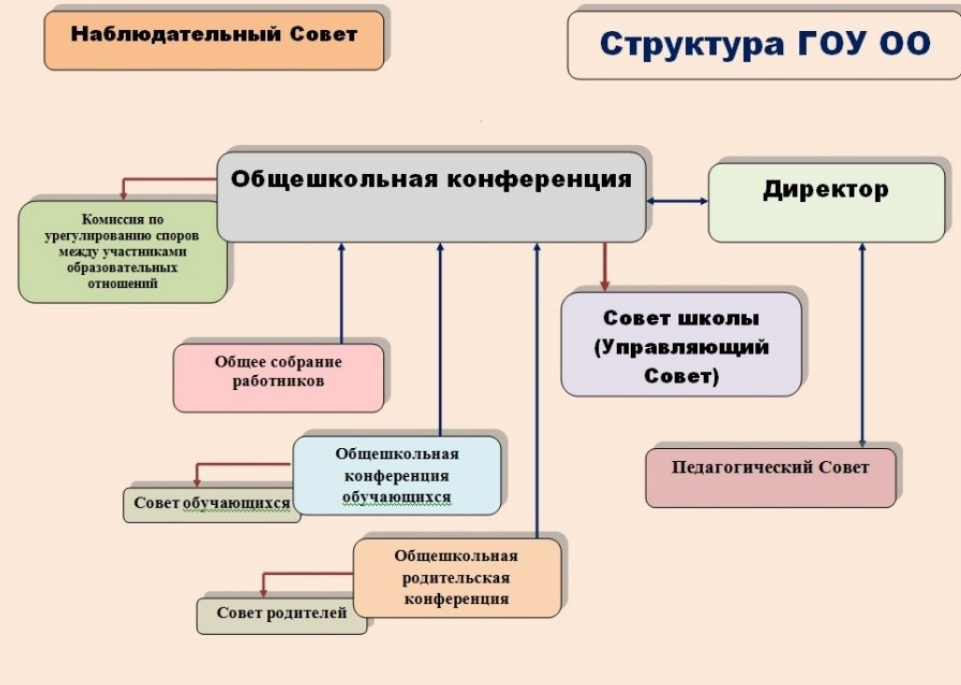 Наблюдательный Совет
Структура ГОУ ОО
Общешкольная конференция
Директор
Комиссия по
урегулированию споров
между участниками
образовательных
отношений
Совет школы
(Управляющий
Совет)
Общее собрание
работников
Общешкольная
конференция
обучающихся
Педагогический Совет
Совет обучающихся
Общешкольная
родительская
конференция
Совет родителей